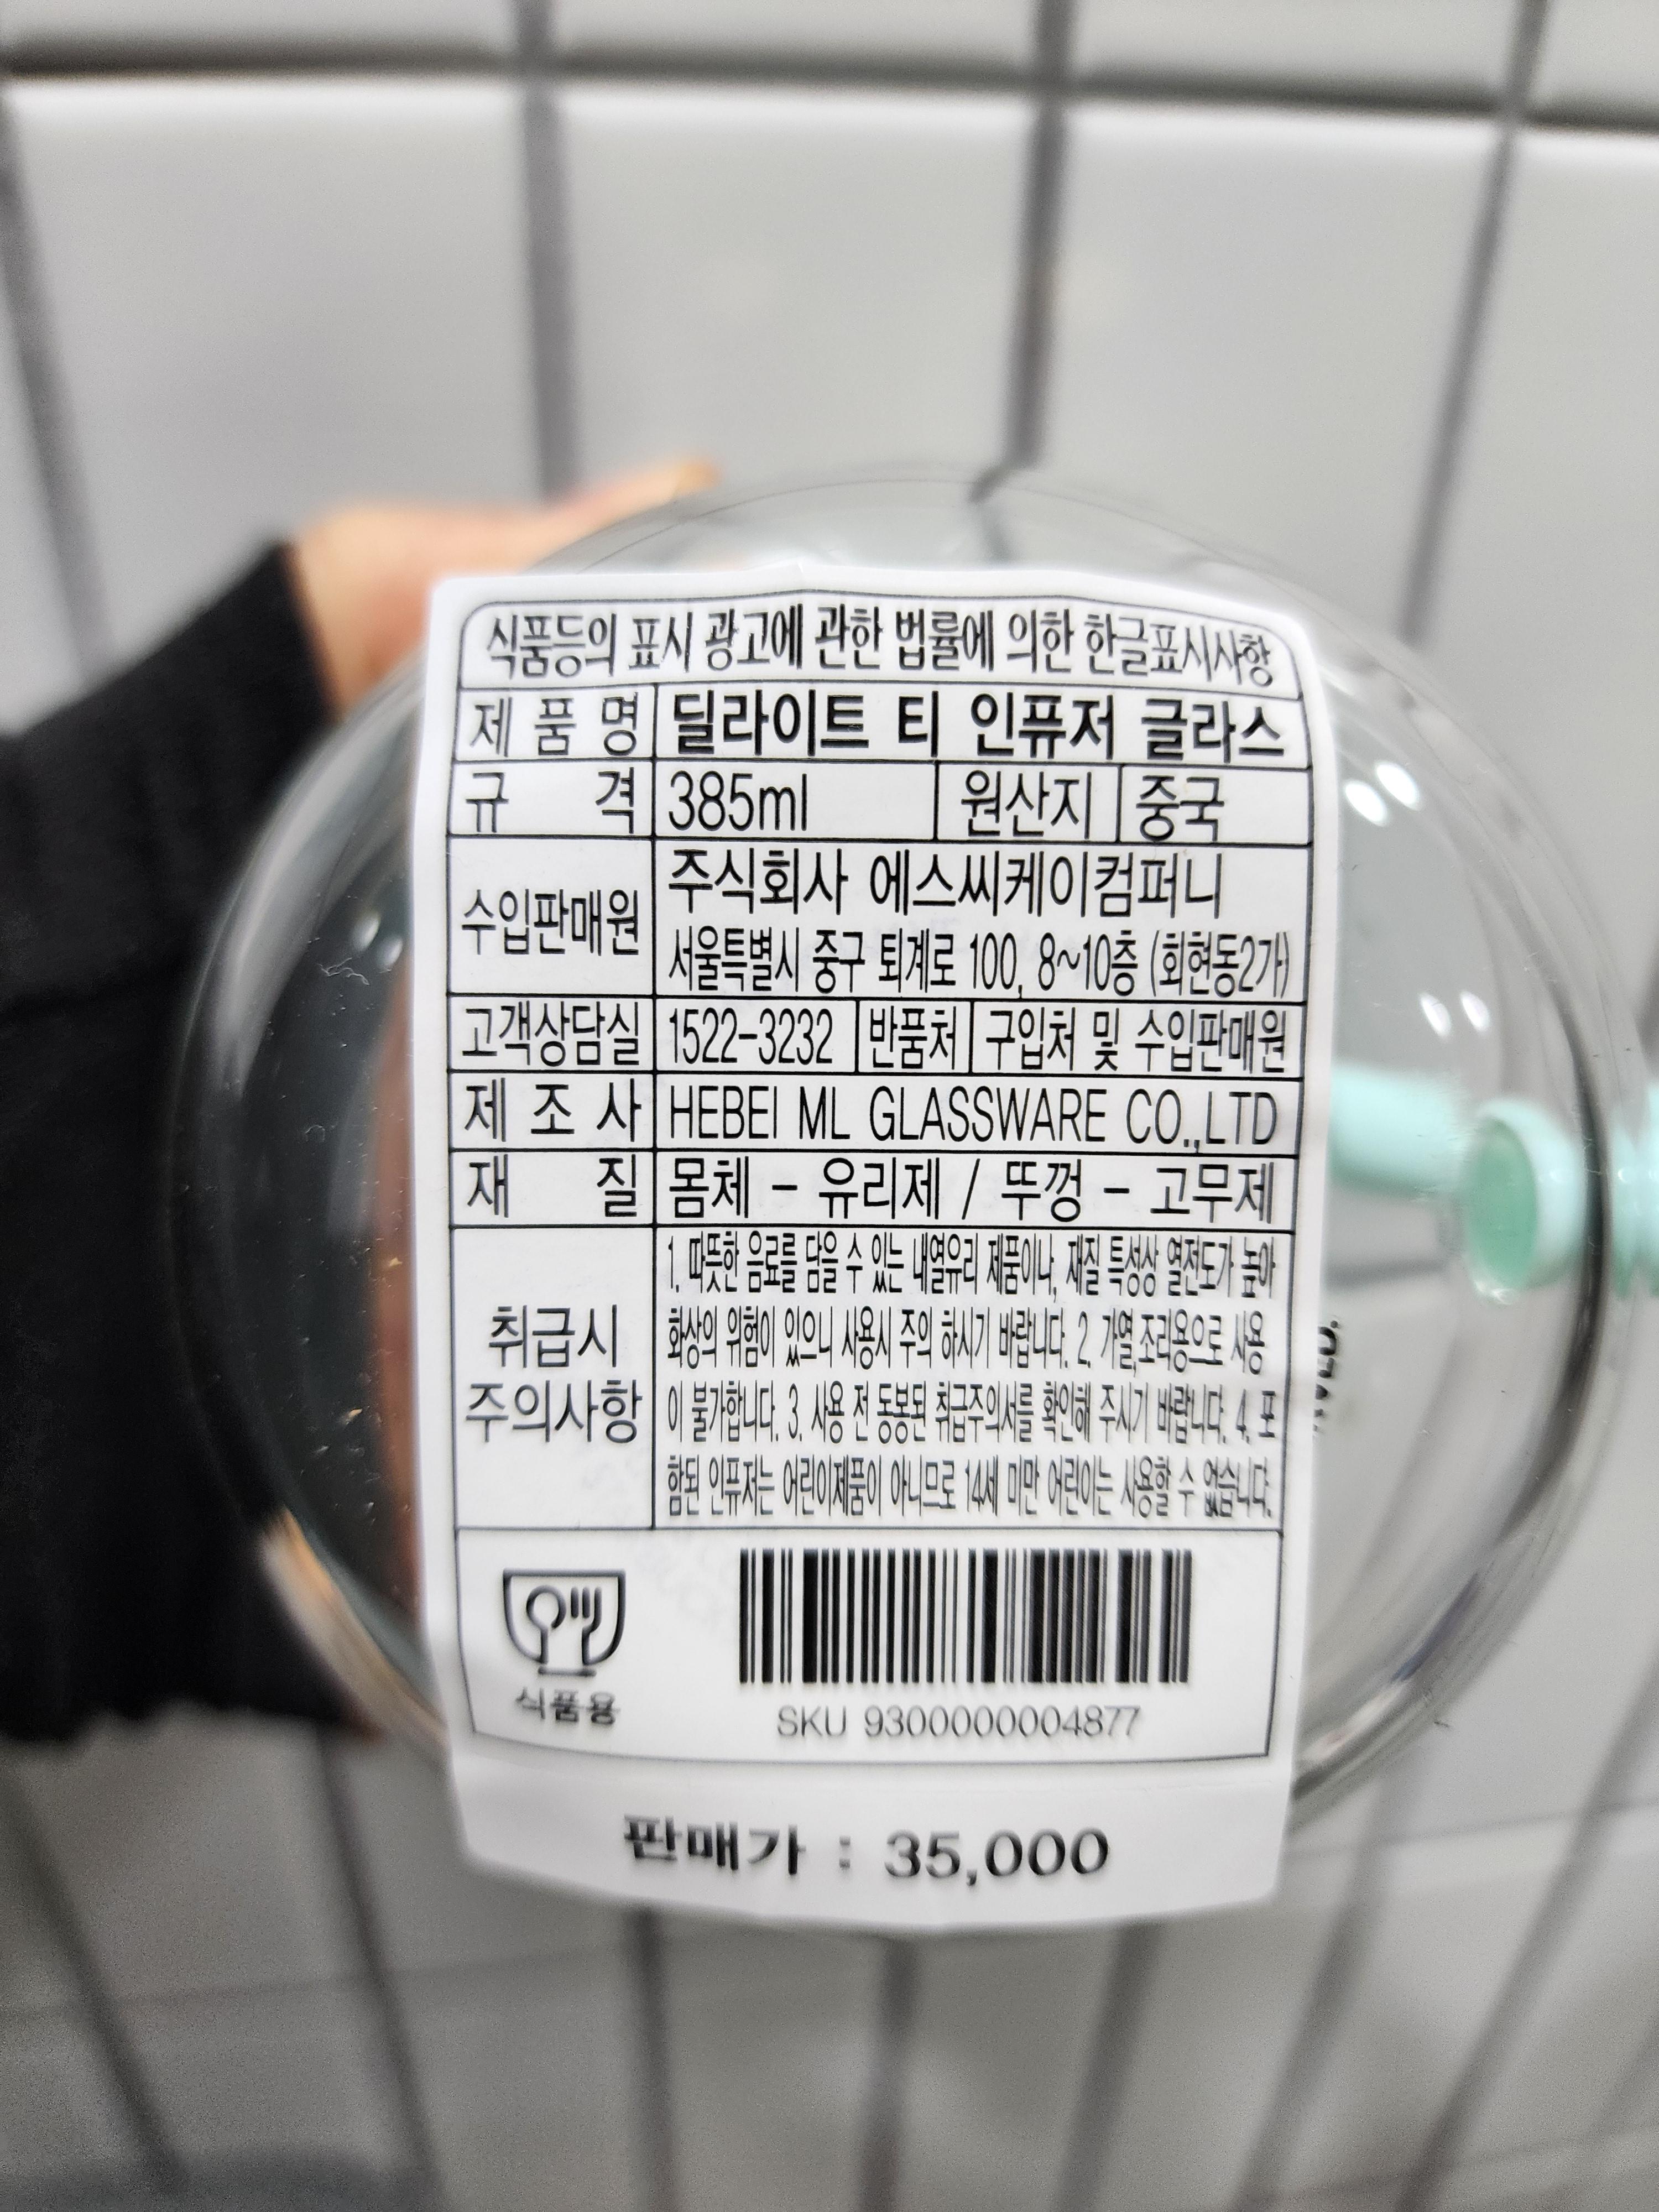 식품등의 표시 광고에 관한 법률에 의한 한글표시사항
제 품 명 딜라이트 티 인퓨저 글라스
규 격 385ml 원산지 중국
수입판매원 주식회사 에스씨케이컴퍼니
서울특별시 중구 퇴계로 100, 8~10층 (회현동2가)
고객상담실 1522-3232 반품처 구입처 및 수입판매원
제 조 사 HEBEI ML GLASSWARE CO.,LTD
재 질 몸체 - 유리제 / 뚜껑 - 고무제
취급시
주의사항
1. 따뜻한 음료를 담을 수 있는 내열유리 제품이나, 재질 특성상 열전도가 높아
화상의 위험이 있으니 사용시 주의 하시기 바랍니다. 2. 가열,조리용으로 사용
이 불가합니다. 3. 사용 전 동봉된 취급주의서를 확인해 주시기 바랍니다. 4. 포
함된 인퓨저는 어린이제품이 아니므로 14세 미만 어린이는 사용할 수 없습니다.
식품용
SKU 9300000004877
판매가 : 35,000